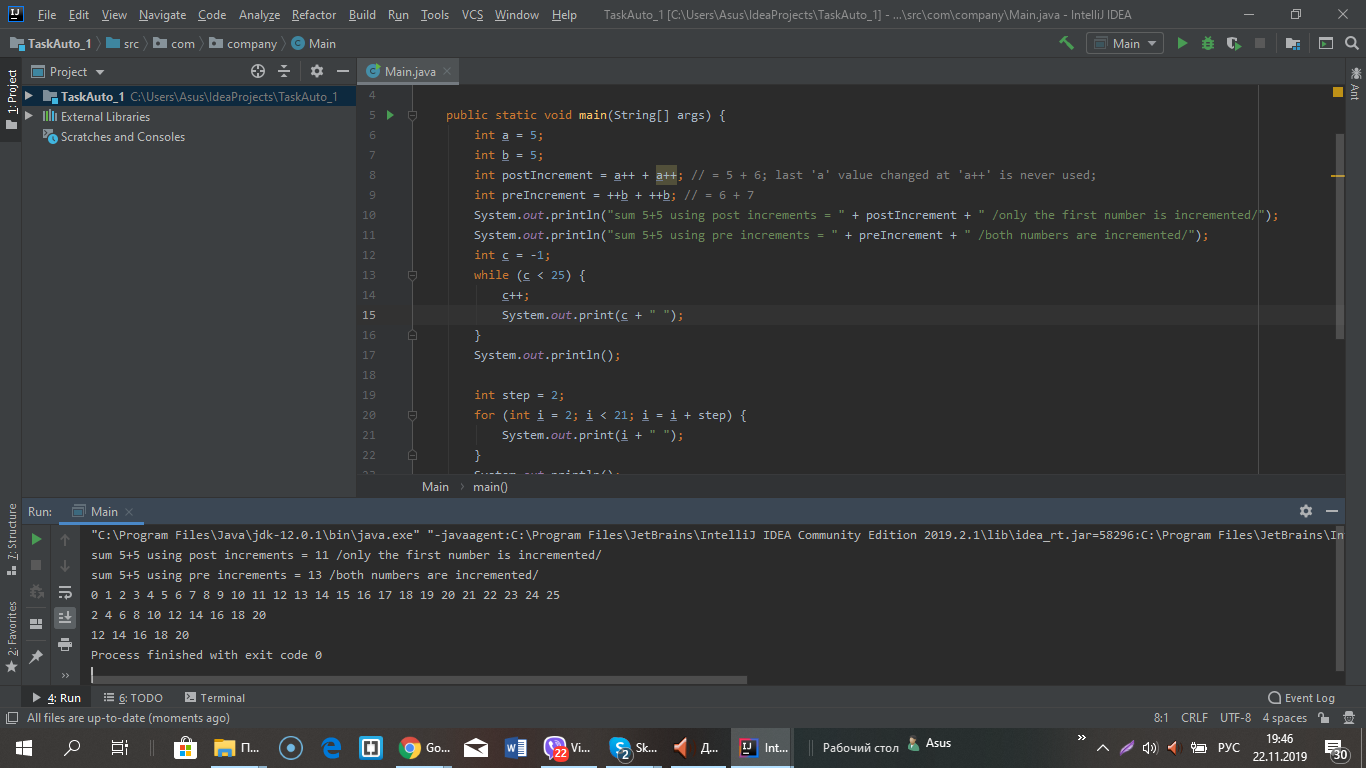 File Edit View Navigate Code Analyze Refactor Build Run Tools VCS Window Help TaskAuto_1 [C:\Users\Asus\IdeaProjects\TaskAuto_1] - ...\src\com\company\Main.java - IntelliJ IDEA
TaskAuto_1 src com company Main Main
1: Project
Project
TaskAuto_1 C:\Users\Asus\IdeaProjects\TaskAuto_1
External Libraries
Scratches and Consoles
Main.java
Ant
4
5 public static void main(String[] args) {
6 int a = 5;
7 int b = 5;
8 int postIncrement = a++ + a++; // = 5 + 6; last 'a' value changed at 'a++' is never used;
9 int preIncrement = ++b + ++b; // = 6 + 7
10 System.out.println("sum 5+5 using post increments = " + postIncrement + " /only the first number is incremented/");
11 System.out.println("sum 5+5 using pre increments = " + preIncrement + " /both numbers are incremented/");
12 int c = -1;
13 while (c < 25) {
14 c++;
15 System.out.print(c + " ");
16 }
17 System.out.println();
18
19 int step = 2;
20 for (int i = 2; i < 21; i = i + step) {
21 System.out.print(i + " ");
22 }
23 System.out.println();
Main main()
7: Structure
2: Favorites
Run: Main
"C:\Program Files\Java\jdk-12.0.1\bin\java.exe" "-javaagent:C:\Program Files\JetBrains\IntelliJ IDEA Community Edition 2019.2.1\lib\idea_rt.jar=58296:C:\Program Files\JetBrains\In
sum 5+5 using post increments = 11 /only the first number is incremented/
sum 5+5 using pre increments = 13 /both numbers are incremented/
0 1 2 3 4 5 6 7 8 9 10 11 12 13 14 15 16 17 18 19 20 21 22 23 24 25
2 4 6 8 10 12 14 16 18 20
12 14 16 18 20
Process finished with exit code 0
4: Run 6: TODO Terminal Event Log
All files are up-to-date (moments ago) 8:1 CRLF UTF-8 4 spaces
П... Go... 22 Vi... 2 Sk... Д... Int... Рабочий стол Asus » РУС 19:46
22.11.2019 30